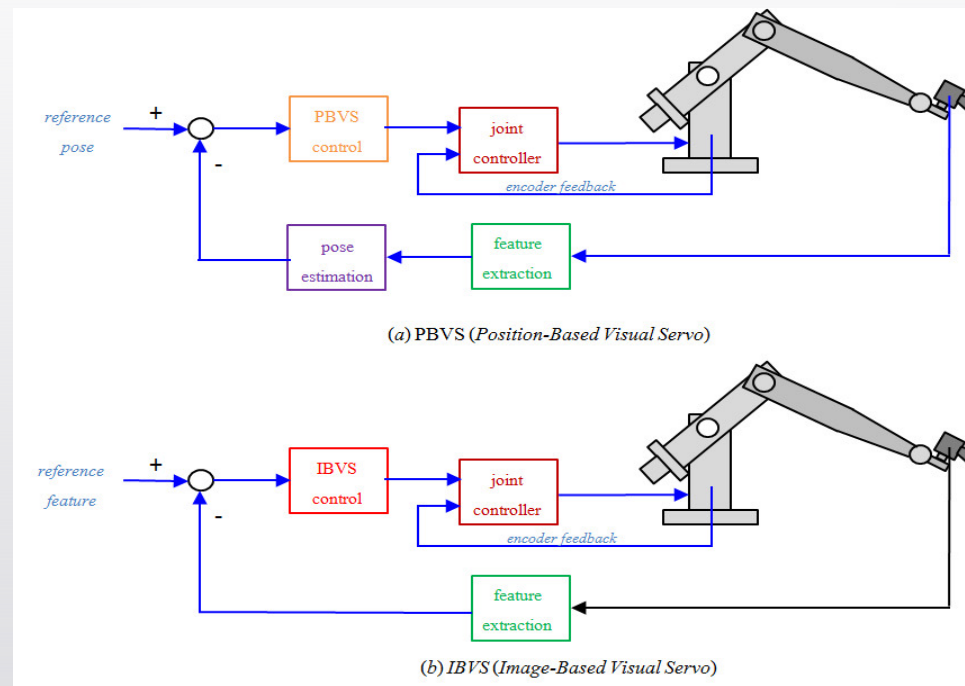 reference
pose
+
-
PBVS
control
joint
controller
encoder feedback
pose
estimation
feature
extraction
(a) PBVS (Position-Based Visual Servo)
reference
feature
+
-
IBVS
control
joint
controller
encoder feedback
feature
extraction
(b) IBVS (Image-Based Visual Servo)